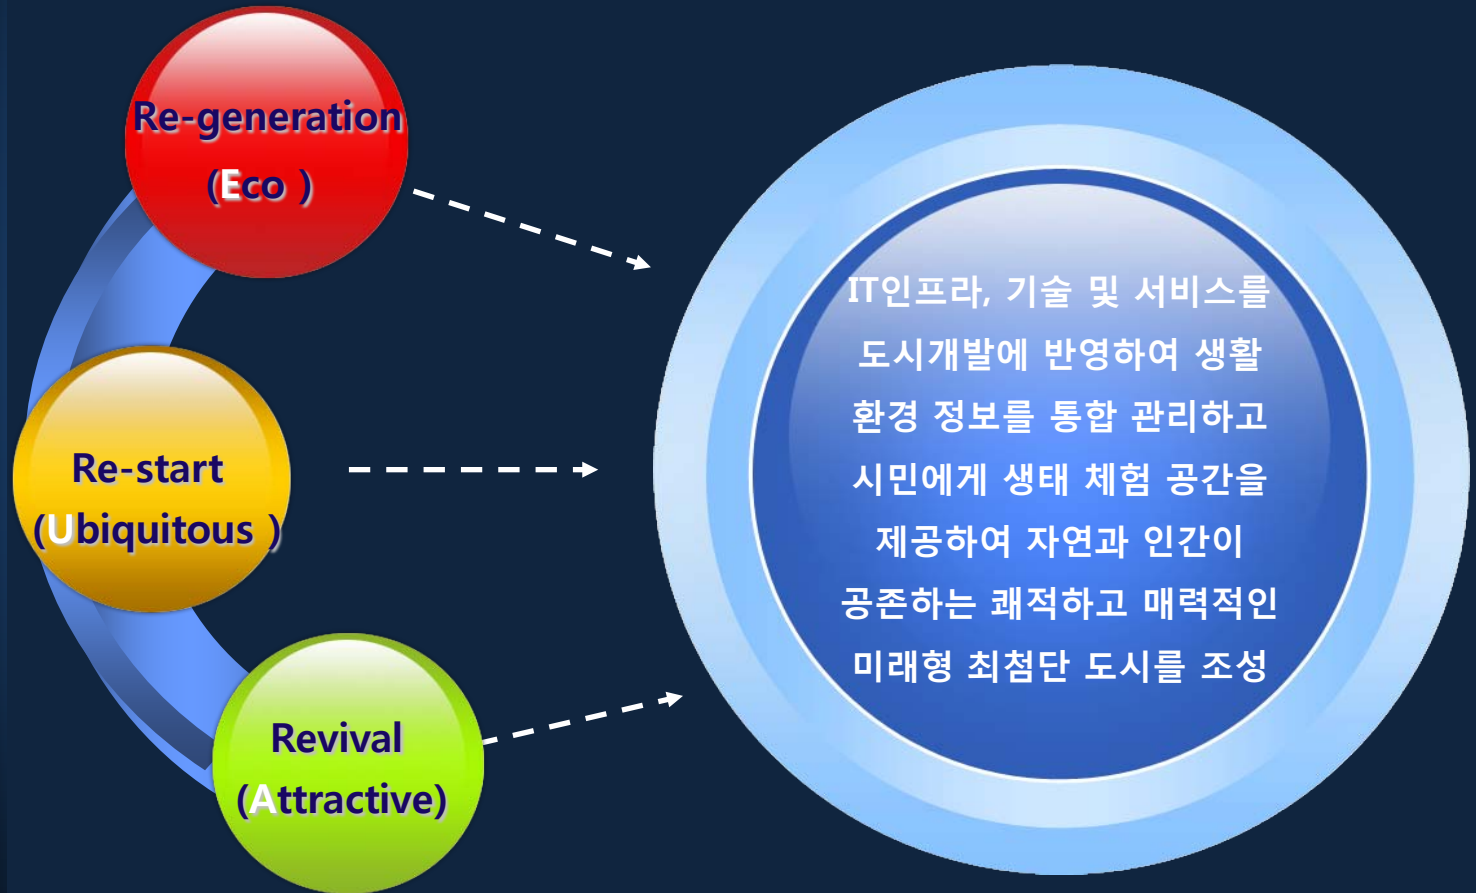 Re-generation
(Eco )
Re-start
(Ubiquitous )
Revival
(Attractive)
IT인프라, 기술 및 서비스를
도시개발에 반영하여 생활
환경 정보를 통합 관리하고
시민에게 생태 체험 공간을
제공하여 자연과 인간이
공존하는 쾌적하고 매력적인
미래형 최첨단 도시를 조성